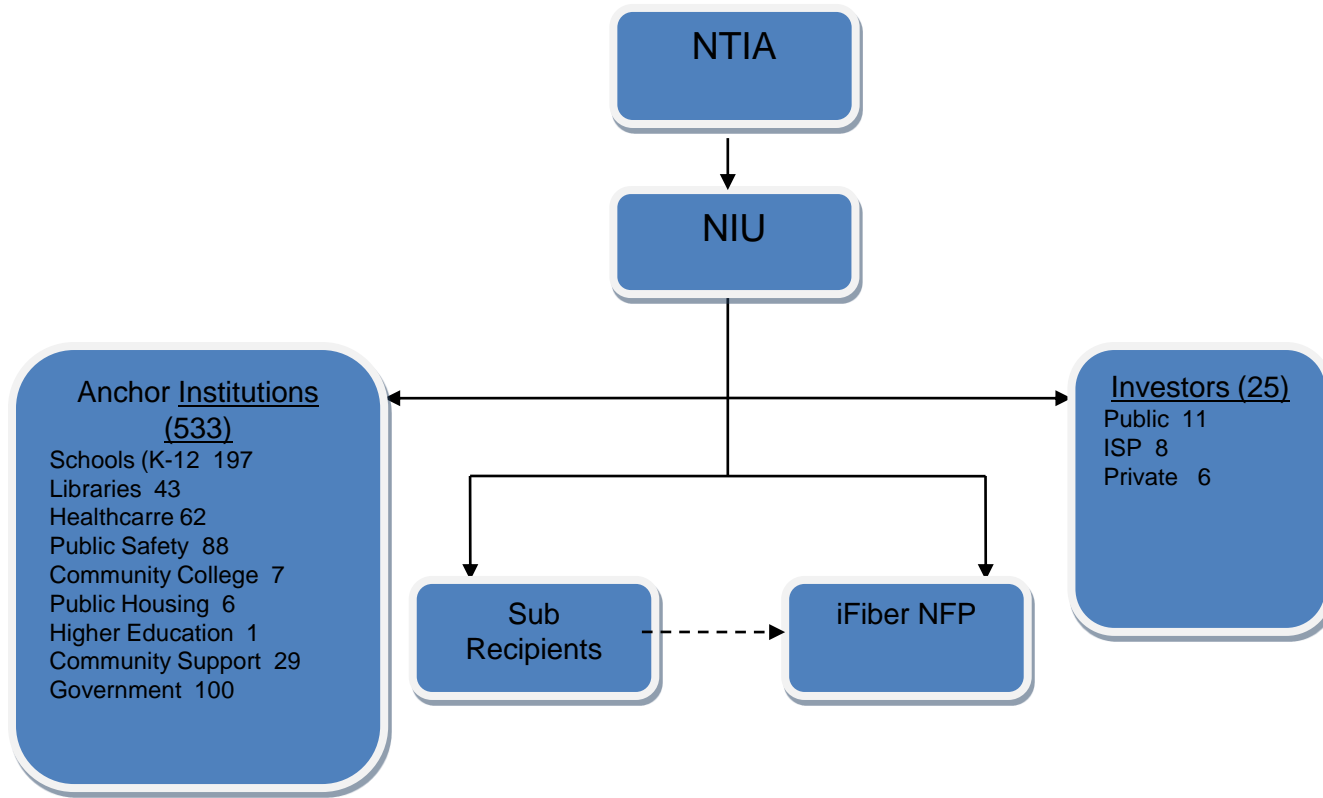 NTIA
NIU
Anchor Institutions
(533)
Schools (K-12  197
Libraries  43
Healthcarre 62
Public Safety  88
Community College  7
Public Housing  6
Higher Education  1
Community Support  29
Government  100
Investors (25)
Public  11
ISP  8
Private   6
Sub
Recipients
iFiber NFP